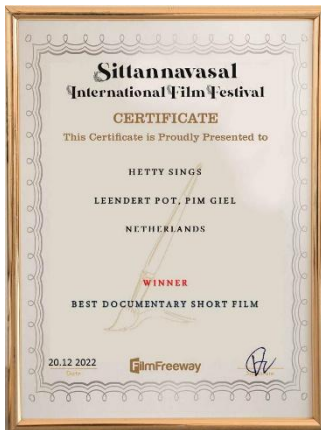 Sittannavasal
International Film Festival
CERTIFICATE
This Certificate is Proudly Presented to
HETTY SINGS
LEENDERT POT, PIM GIEL
NETHERLANDS
WINNER
BEST DOCUMENTARY SHORT FILM
20.12 2022
Date
FilmFreeway